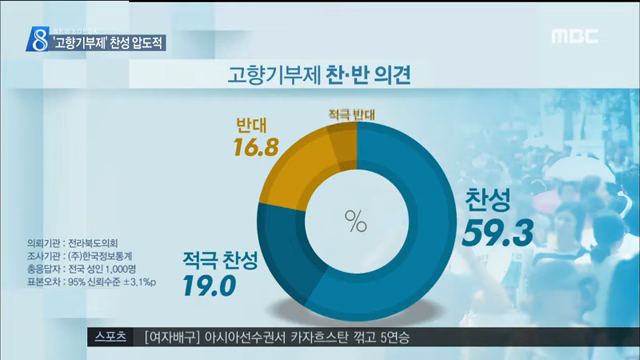 8 '고향기부제' 찬성 압도적
MBC
고향기부제 찬·반 의견
적극 반대
반대
16.8
찬성
59.3
%
적극 찬성
19.0
의뢰기관 : 전라북도의회
조사기관 : (주)한국정보통계
총응답자 : 전국 성인 1,000명
표본오차 : 95% 신뢰수준 ±3.1%p
스포츠 [여자배구] 아시아선수권서 카자흐스탄 꺾고 5연승